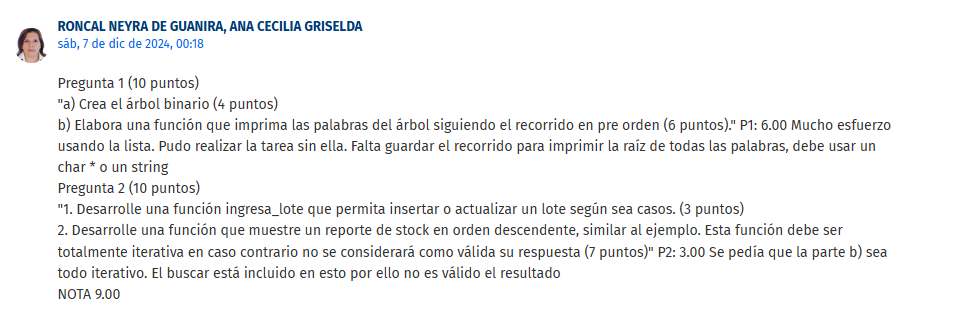 RONCAL NEYRA DE GUANIRA, ANA CECILIA GRISELDA
sáb, 7 de dic de 2024, 00:18
Pregunta 1 (10 puntos)
"a) Crea el árbol binario (4 puntos)
b) Elabora una función que imprima las palabras del árbol siguiendo el recorrido en pre orden (6 puntos)." P1: 6.00 Mucho esfuerzo
usando la lista. Pudo realizar la tarea sin ella. Falta guardar el recorrido para imprimir la raíz de todas las palabras, debe usar un
char * o un string
Pregunta 2 (10 puntos)
"1. Desarrolle una función ingresa_lote que permita insertar o actualizar un lote según sea casos. (3 puntos)
2. Desarrolle una función que muestre un reporte de stock en orden descendente, similar al ejemplo. Esta función debe ser
totalmente iterativa en caso contrario no se considerará como válida su respuesta (7 puntos)" P2: 3.00 Se pedía que la parte b) sea
todo iterativo. El buscar está incluido en esto por ello no es válido el resultado
NOTA 9.00